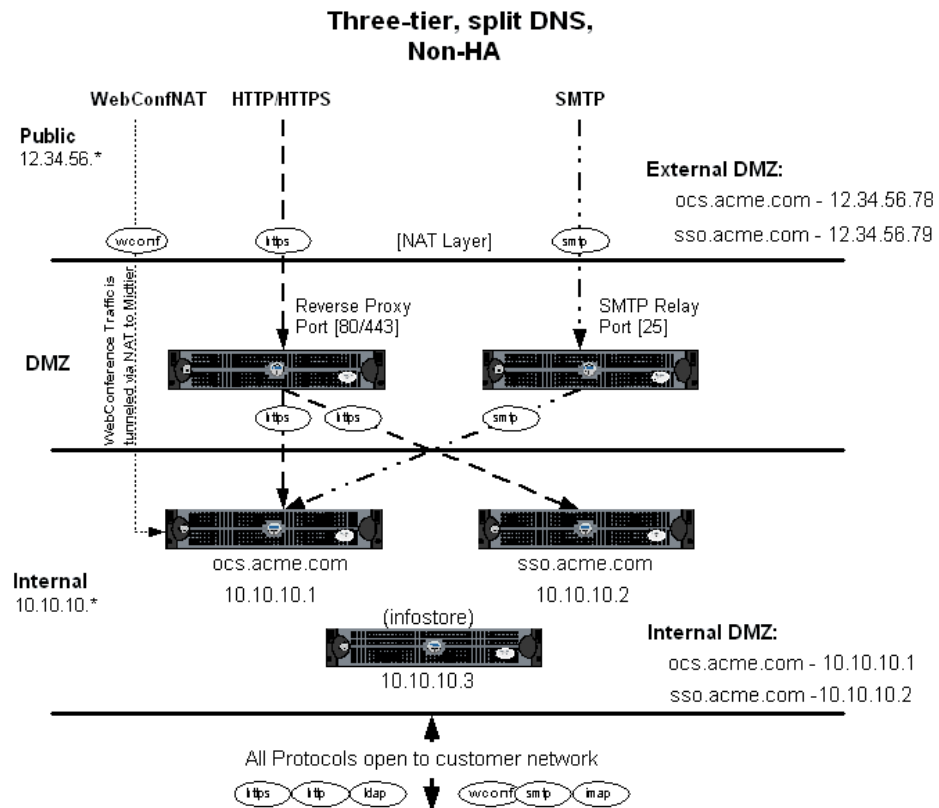 Three-tier, split DNS,
Non-HA
WebConfNAT
HTTP/HTTPS
SMTP
Public
12.34.56.*
External DMZ:
ocs.acme.com - 12.34.56.78
sso.acme.com - 12.34.56.79
wconf
https
[NAT Layer]
smtp
WebConference Traffic is
tunneled via NAT to Midtier
Reverse Proxy
Port [80/443]
SMTP Relay
Port [25]
DMZ
https
https
smtp
ocs.acme.com
10.10.10.1
sso.acme.com
10.10.10.2
Internal
10.10.10.*
(infostore)
10.10.10.3
Internal DMZ:
ocs.acme.com - 10.10.10.1
sso.acme.com -10.10.10.2
All Protocols open to customer network
https
http
ldap
wconf
smtp
imap